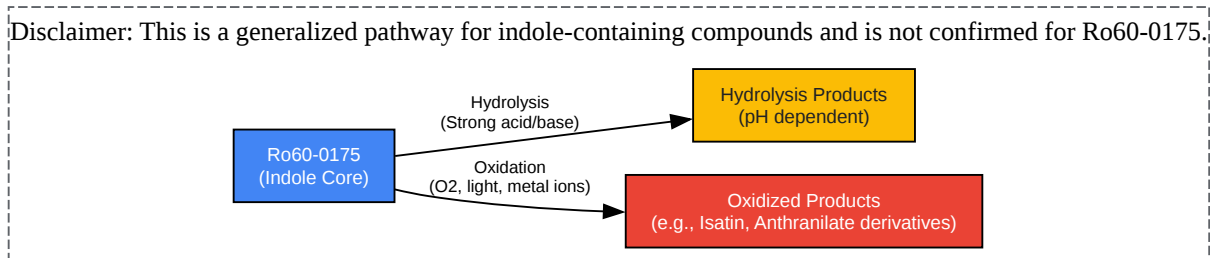 Disclaimer: This is a generalized pathway for indole-containing compounds and is not confirmed for Ro60-0175.
Hydrolysis
(Strong acid/base)
Hydrolysis Products
(pH dependent)
Ro60-0175
(Indole Core)
Oxidation
(O2, light, metal ions)
Oxidized Products
(e.g., Isatin, Anthranilate derivatives)